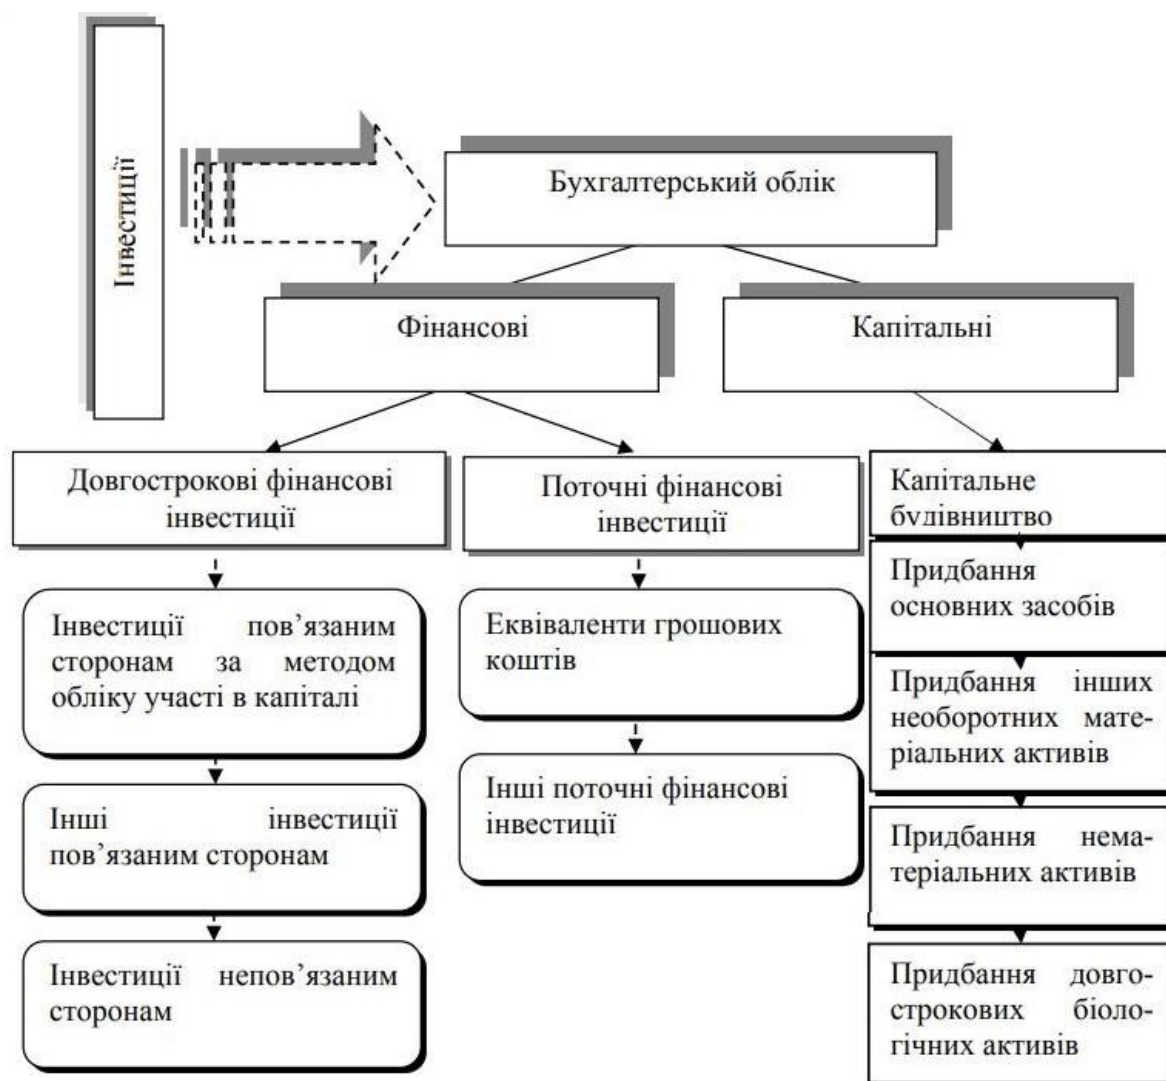 Інвестиції
Бухгалтерський облік
Фінансові
Капітальні
Довгострокові фінансові
інвестиції
Поточні фінансові
інвестиції
Капітальне
будівництво
Інвестиції пов’язаним
сторонам за методом
обліку участі в капіталі
Інші інвестиції
пов’язаним сторонам
Інвестиції непов’язаним
сторонам
Еквіваленти грошових
коштів
Інші поточні фінансові
інвестиції
Придбання
основних засобів
Придбання інших
необоротних мате-
ріальних активів
Придбання нема-
теріальних активів
Придбання довго-
строкових біоло-
гічних активів